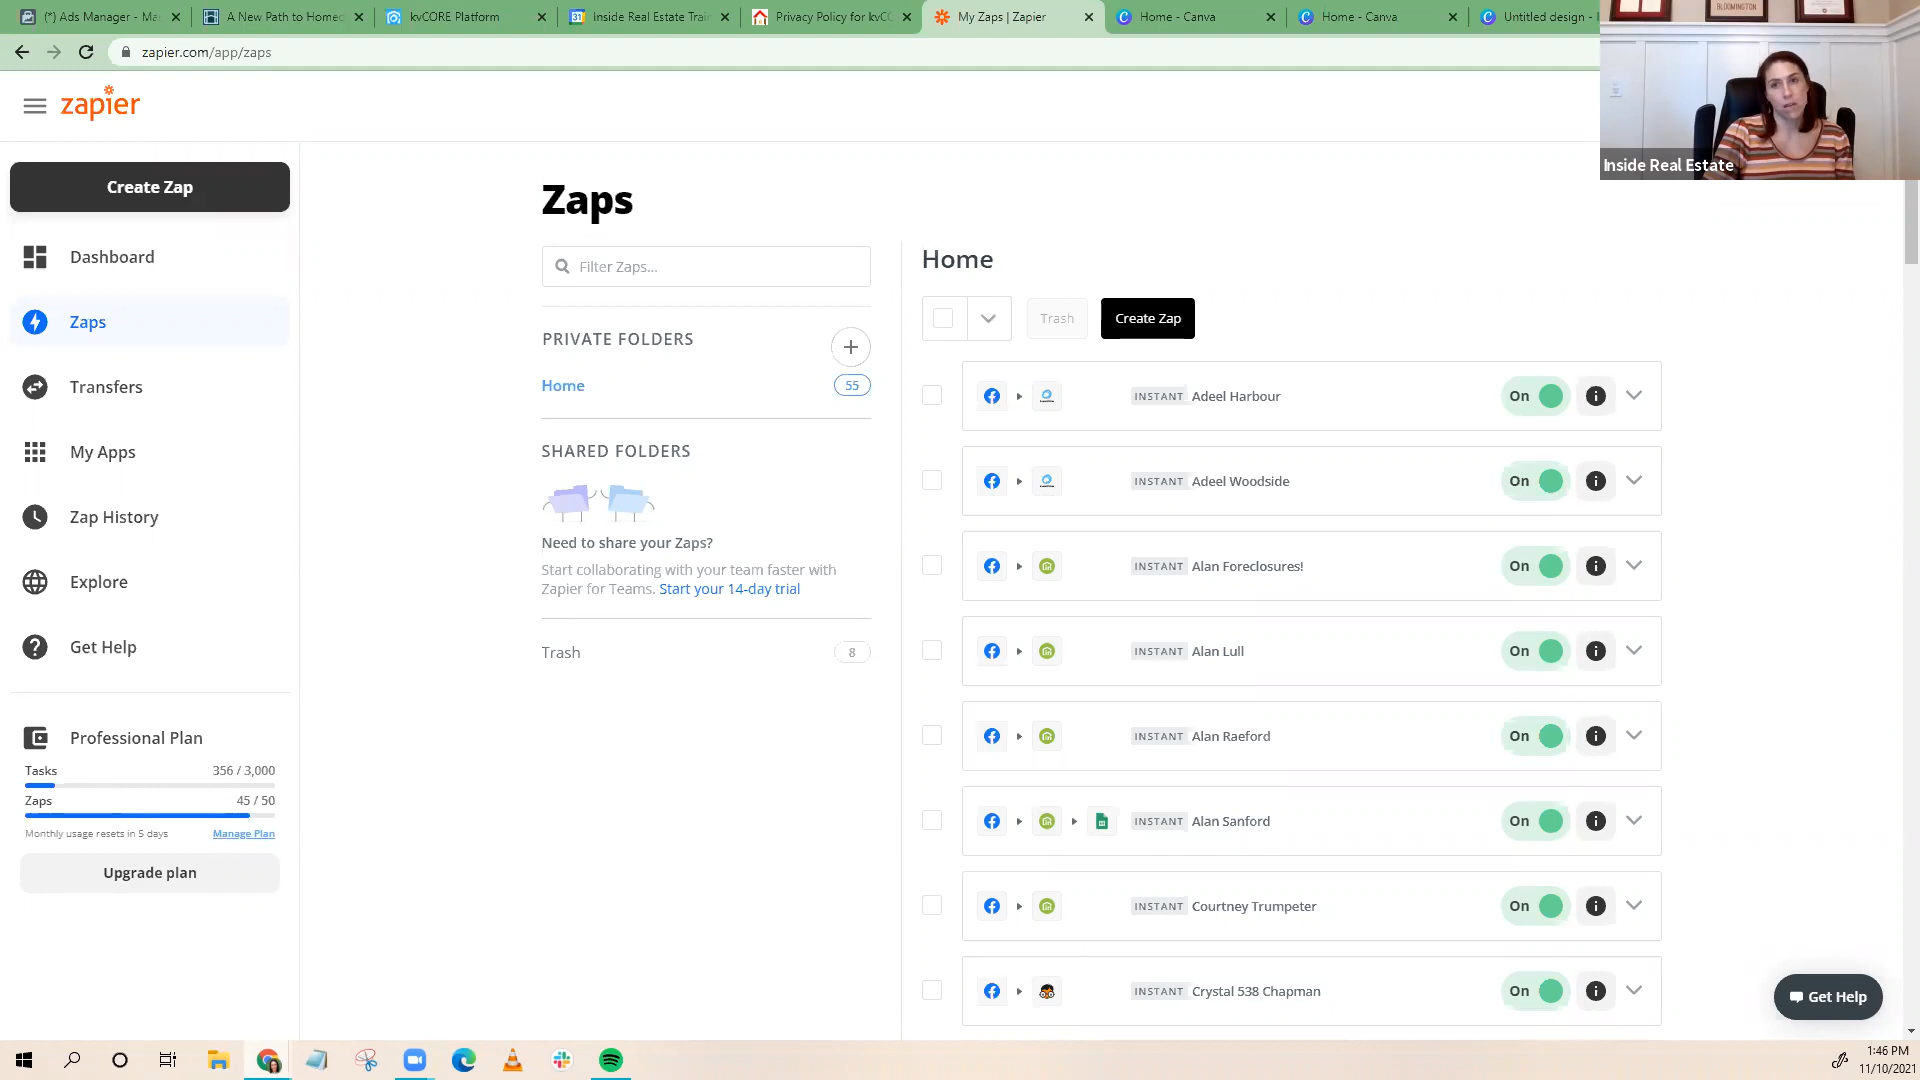 (*) Ads Manager - Ma
A New Path to Homeo
kvCORE Platform
Inside Real Estate Train
Privacy Policy for kvCO
My Zaps | Zapier
Home - Canva
Home - Canva
Untitled design -
zapier.com/app/zaps
BLOOMINGTON
Inside Real Estate
zapier
Create Zap
Dashboard
Zaps
Transfers
My Apps
Zap History
Explore
Get Help
Professional Plan
Tasks 356 / 3,000
Zaps 45 / 50
Monthly usage resets in 5 days Manage Plan
Upgrade plan
Zaps
Filter Zaps...
PRIVATE FOLDERS
Home 55
SHARED FOLDERS
Need to share your Zaps?
Start collaborating with your team faster with
Zapier for Teams. Start your 14-day trial
Trash 8
Home
Trash Create Zap
INSTANT Adeel Harbour On
INSTANT Adeel Woodside On
INSTANT Alan Foreclosures! On
INSTANT Alan Lull On
INSTANT Alan Raeford On
INSTANT Alan Sanford On
INSTANT Courtney Trumpeter On
INSTANT Crystal 538 Chapman On
Get Help
1:46 PM
11/10/2021